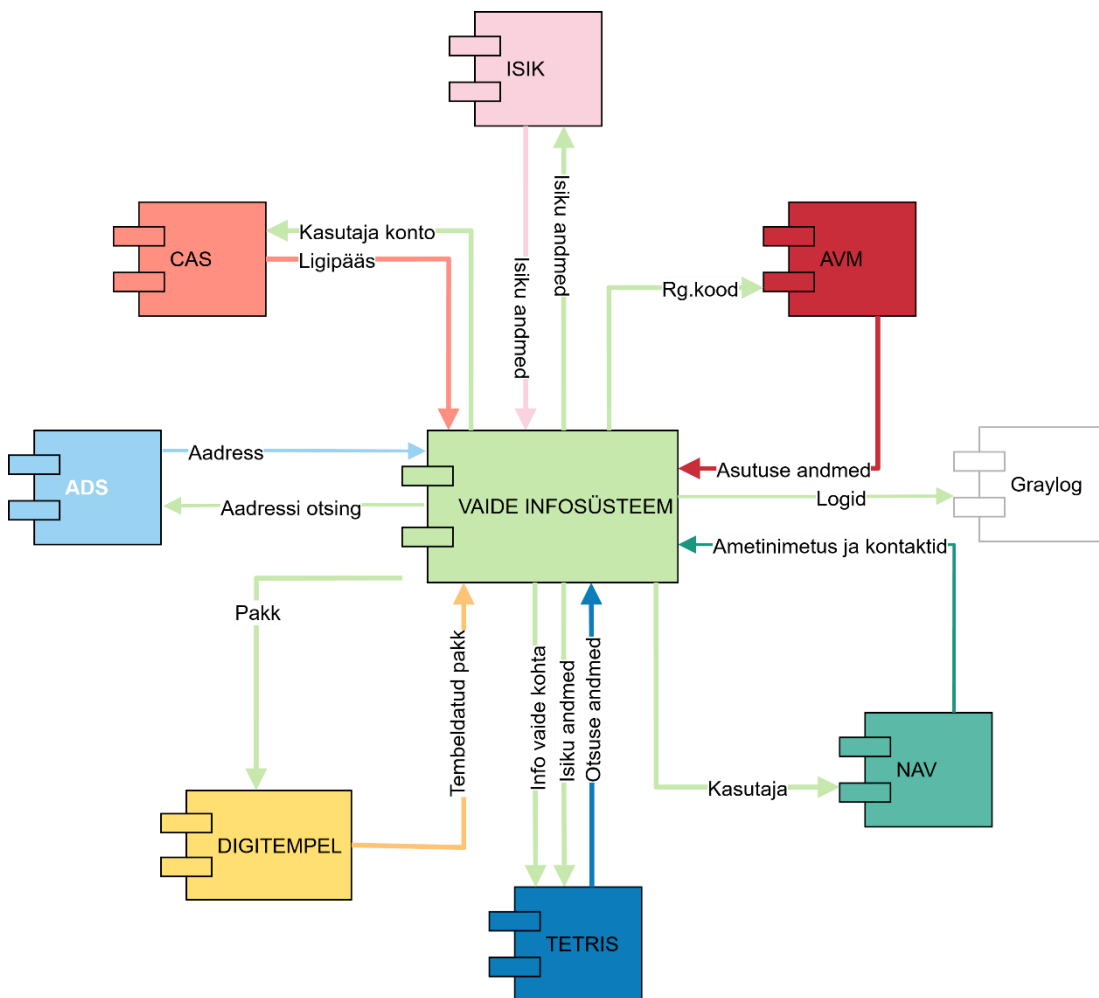 ISIK
Isiku andmed
Isiku andmed
CAS
Kasutaja konto
Ligipääs
AVM
Rg.kood
Asutuse andmed
ADS
Aadress
Aadressi otsing
VAIDE INFOSÜSTEEM
Logid
Graylog
Ametinimetus ja kontaktid
Pakk
Tembeldatud pakk
Info vaide kohta
Isiku andmed
Otsuse andmed
Kasutaja
NAV
DIGITEMPEL
TETRIS